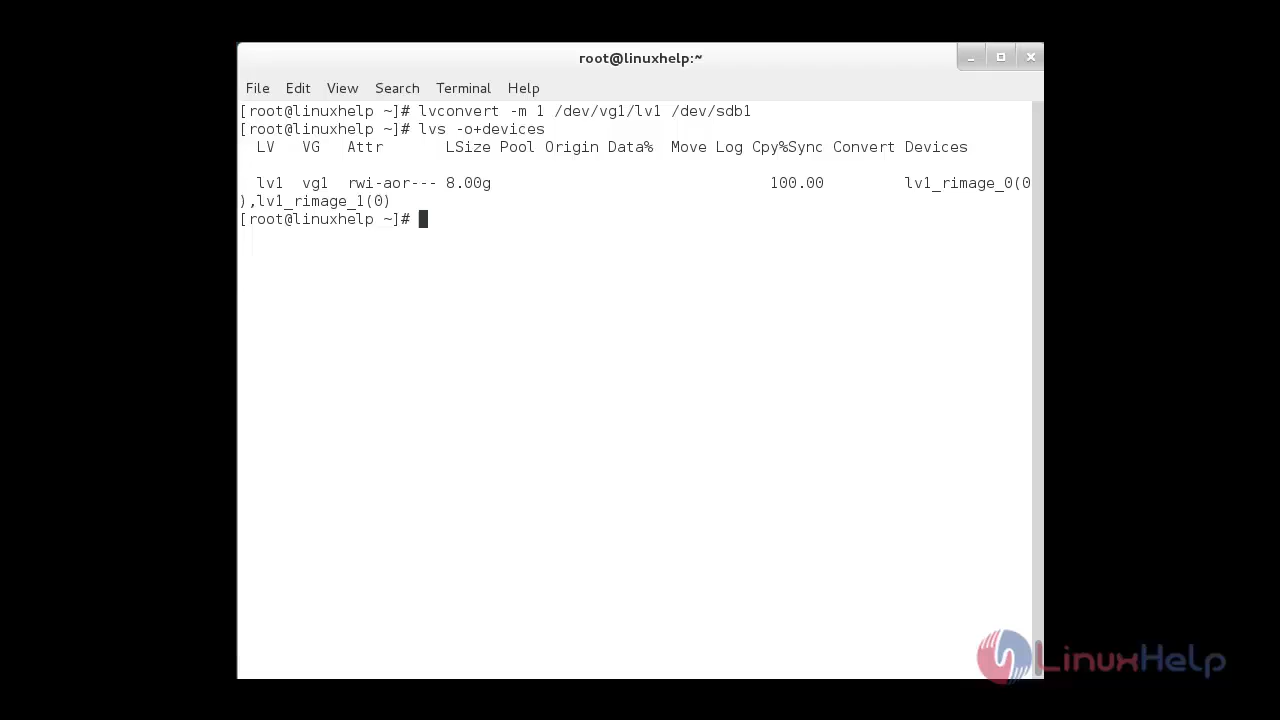 root@linuxhelp:~
File Edit View Search Terminal Help
[root@linuxhelp ~]# lvconvert -m 1 /dev/vg1/lv1 /dev/sdb1
[root@linuxhelp ~]# lvs -o+devices
  LV   VG   Attr       LSize Pool Origin Data%  Move Log Cpy%Sync Convert Devices
  lv1  vg1  rwi-aor--- 8.00g                               100.00         lv1_rimage_0(0
),lv1_rimage_1(0)
[root@linuxhelp ~]#
LinuxHelp